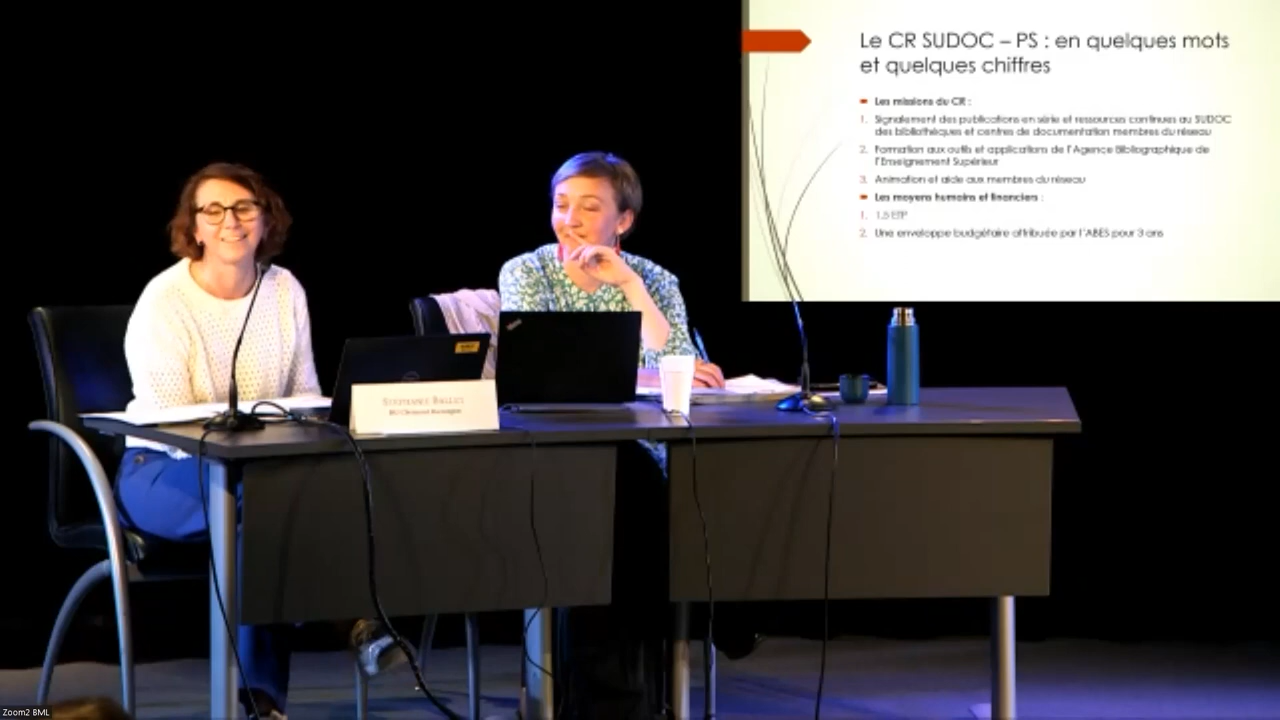 Le CR SUDOC – PS : en quelques mots
et quelques chiffres
Les missions du CR :
1. Signalement des publications en série et ressources continues au SUDOC
des bibliothèques et centres de documentation membres du réseau
2. Formation aux outils et applications de l'Agence Bibliographique de
l'Enseignement Supérieur
3. Animation et aide aux membres du réseau
Les moyens humains et financiers :
1. 1,5 ETP
2. Une enveloppe budgétaire attribuée par l'ABES pour 3 ans
BU Clermont Auvergne
Zoom2 BML